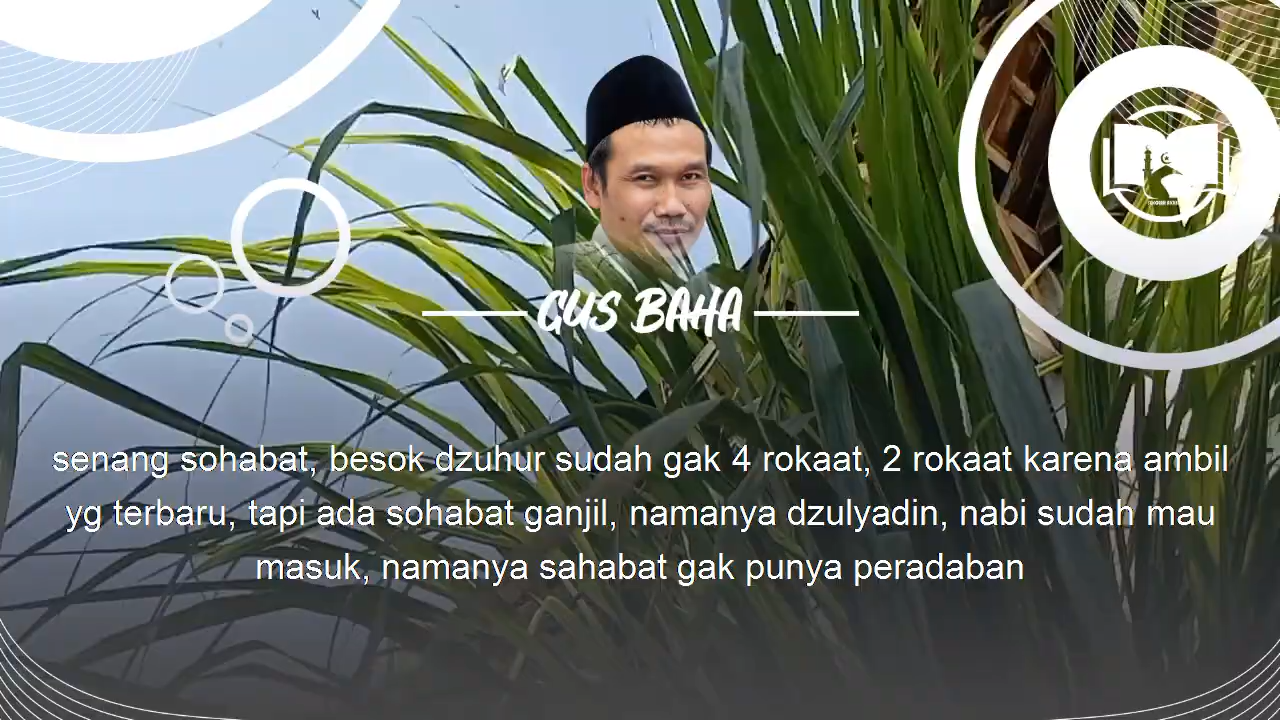 GUS BAHA
senang sohabat, besok dzuhur sudah gak 4 rokaat, 2 rokaat karena ambil
yg terbaru, tapi ada sohabat ganjil, namanya dzulyadin, nabi sudah mau
masuk, namanya sahabat gak punya peradaban